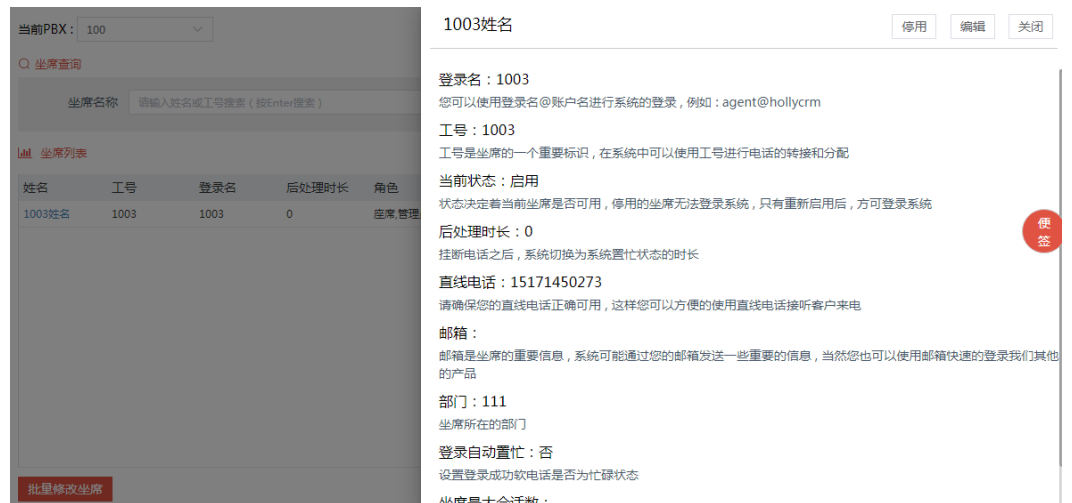 当前PBX： 100
坐席查询
坐席名称 请输入姓名或工号搜索（按Enter搜索）
坐席列表
姓名 工号 登录名 后处理时长 角色
1003姓名 1003 1003 0 座席,管理
批量修改坐席
1003姓名 停用 编辑 关闭
登录名：1003
您可以使用登录名@账户名进行系统的登录，例如：agent@hollycrm
工号：1003
工号是坐席的一个重要标识，在系统中可以使用工号进行电话的转接和分配
当前状态：启用
状态决定着当前坐席是否可用，停用的坐席无法登录系统，只有重新启用后，方可登录系统
后处理时长：0
挂断电话之后，系统切换为系统置忙状态的时长
直线电话：15171450273
请确保您的直线电话正确可用，这样您可以方便的使用直线电话接听客户来电
邮箱：
邮箱是坐席的重要信息，系统可能通过您的邮箱发送一些重要的信息，当然您也可以使用邮箱快速的登录我们其他
的产品
部门：111
坐席所在的部门
登录自动置忙：否
设置登录成功软电话是否为忙碌状态
坐席最大会话数：
便
签